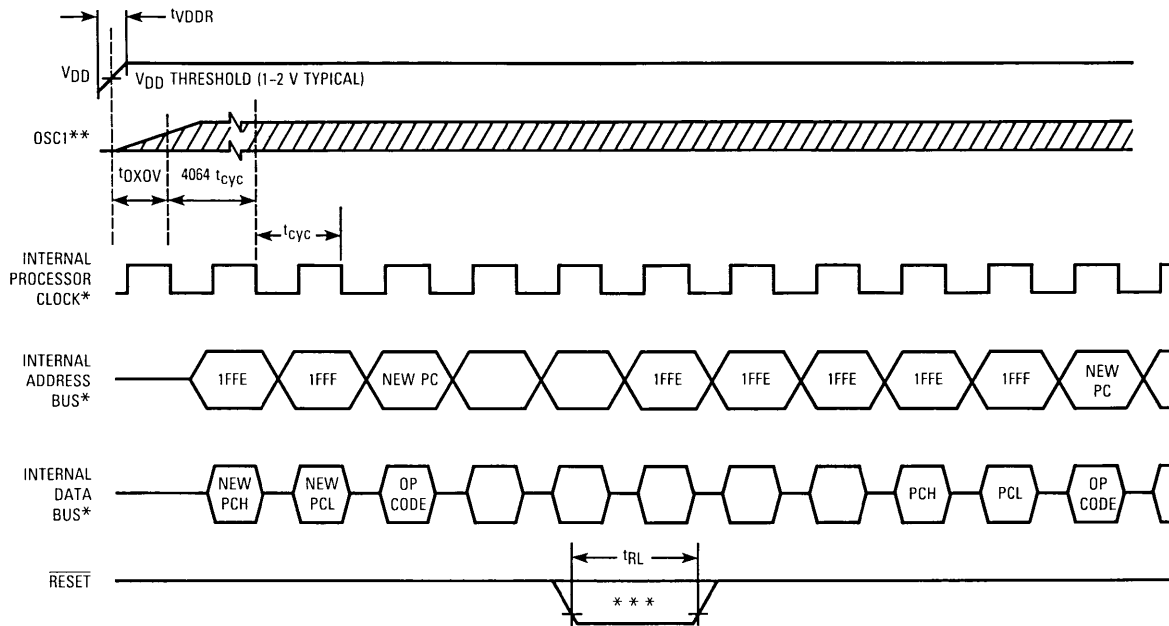 tVDDR
VDD
VDD THRESHOLD (1-2 V TYPICAL)
OSC1**
tOXOV
4064 tcyc
tcyc
INTERNAL
PROCESSOR
CLOCK*
INTERNAL
ADDRESS
BUS*
1FFE 1FFF NEW PC 1FFE 1FFE 1FFE 1FFE 1FFF NEW
PC
INTERNAL
DATA
BUS*
NEW
PCH
NEW
PCL
OP
CODE
PCH
PCL
OP
CODE
tRL
RESET
* * *